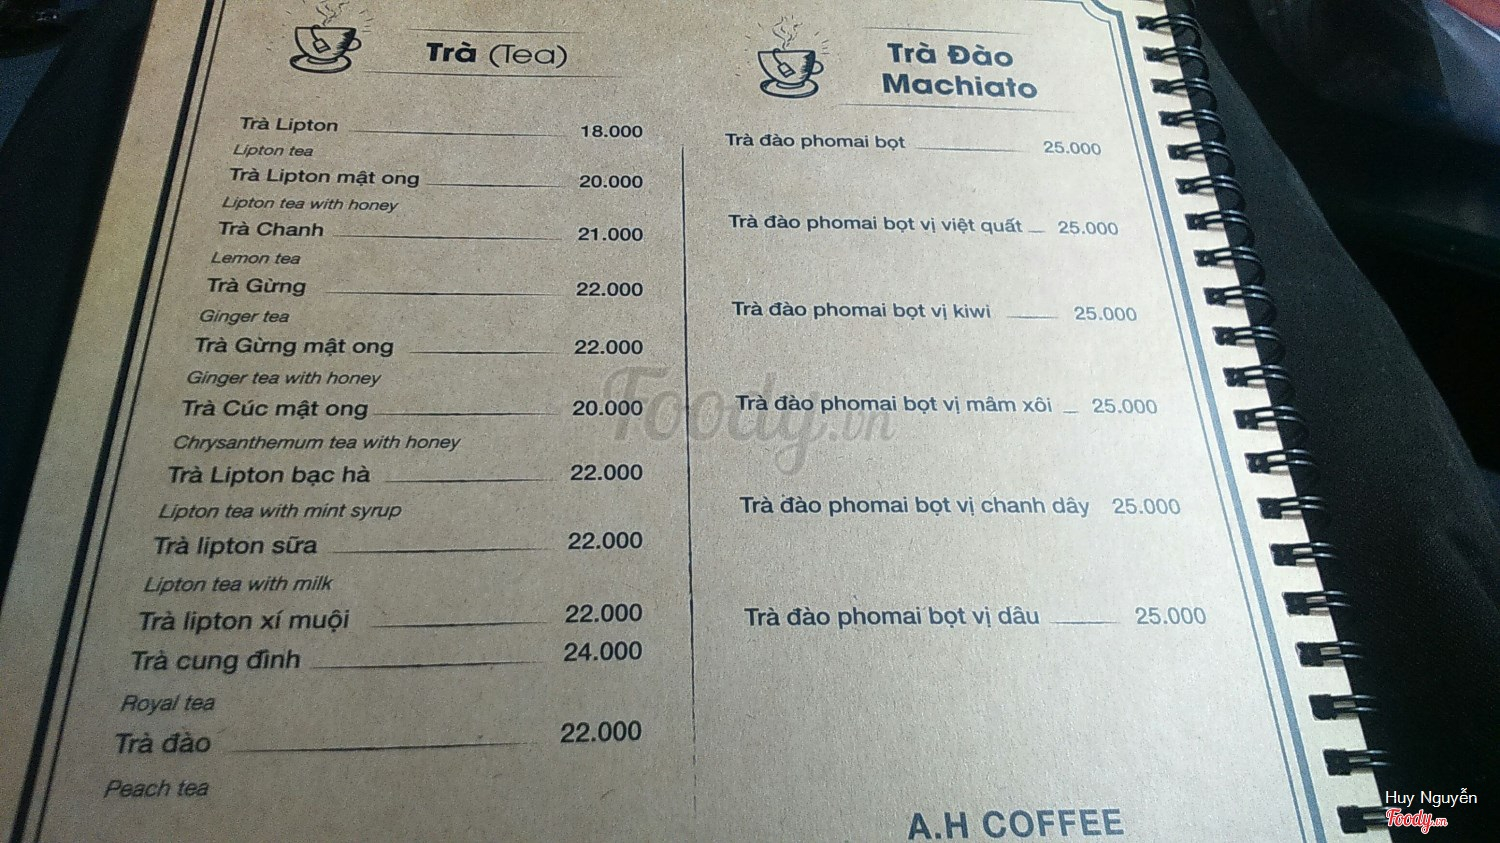 Trà (Tea)
Trà Lipton 18.000
Lipton tea
Trà Lipton mật ong 20.000
Lipton tea with honey
Trà Chanh 21.000
Lemon tea
Trà Gừng 22.000
Ginger tea
Trà Gừng mật ong 22.000
Ginger tea with honey
Trà Cúc mật ong 20.000
Chrysanthemum tea with honey
Trà Lipton bạc hà 22.000
Lipton tea with mint syrup
Trà lipton sữa 22.000
Lipton tea with milk
Trà lipton xí muội 22.000
Trà cung đình 24.000
Royal tea
Trà đào 22.000
Peach tea
Trà Đào
Machiato
Trà đào phomai bọt 25.000
Trà đào phomai bọt vị việt quất 25.000
Trà đào phomai bọt vị kiwi 25.000
Trà đào phomai bọt vị mâm xôi 25.000
Trà đào phomai bọt vị chanh dây 25.000
Trà đào phomai bọt vị dâu 25.000
A.H COFFEE
Foody.vn
Huy Nguyễn
Foody.vn